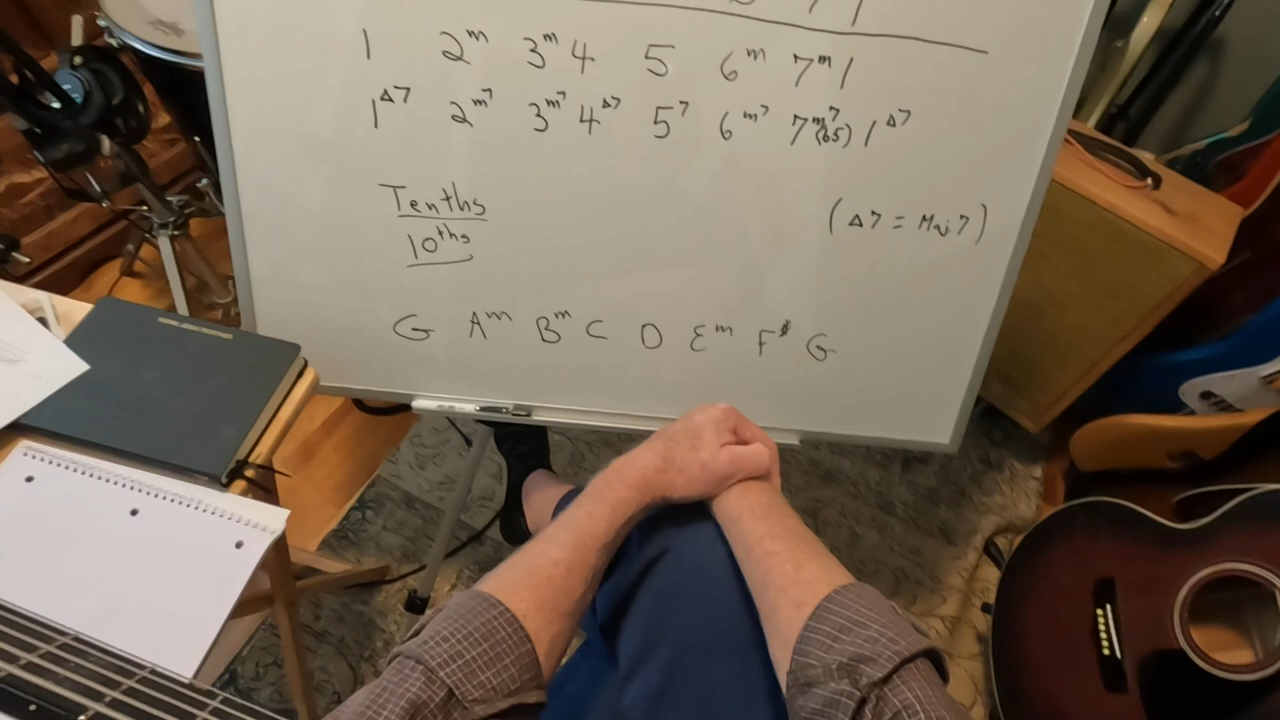 1 2m 3m 4 5 6m 7m 1
1Δ7 2m7 3m7 4Δ7 57 6m7 7m7(b5) 1Δ7
Tenths
10ths
(Δ7 = Maj7)
G Am Bm C D Em F# G